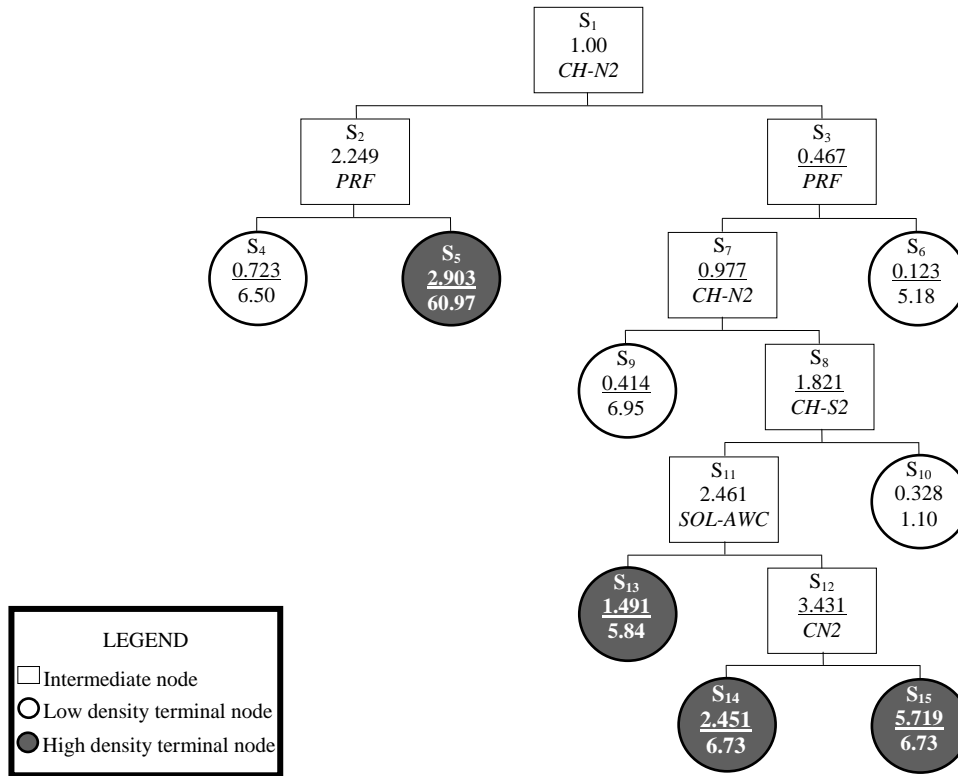 S₁
1.00
CH-N2
S₂
2.249
PRF
S₃
0.467
PRF
S₄
0.723
6.50
S₅
2.903
60.97
S₇
0.977
CH-N2
S₆
0.123
5.18
S₉
0.414
6.95
S₈
1.821
CH-S2
S₁₁
2.461
SOL-AWC
S₁₀
0.328
1.10
S₁₃
1.491
5.84
S₁₂
3.431
CN2
S₁₄
2.451
6.73
S₁₅
5.719
6.73
LEGEND
Intermediate node
Low density terminal node
High density terminal node